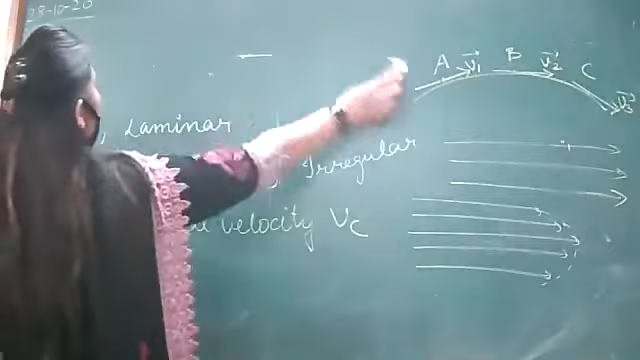 28-10-20
A v₁ B v₂ C v₃
, Laminar
, Irregular
velocity Vc